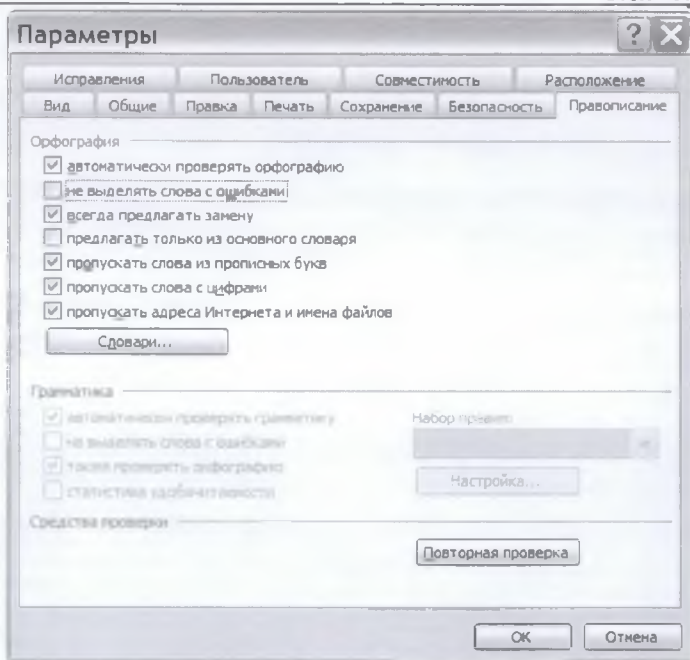 Параметры
Исправления Пользователь Совместимость Расположение
Вид Общие Правка Печать Сохранение Безопасность Правописание
Орфография
автоматически проверять орфографию
не выделять слова с ошибками
всегда предлагать замену
предлагать только из основного словаря
пропускать слова из прописных букв
пропускать слова с цифрами
пропускать адреса Интернета и имена файлов
Словари...
Грамматика
автоматически проверять грамматику Набор правил:
не выделять слова с ошибками
также проверять орфографию
статистика удобочитаемости Настройка...
Средства проверки
Повторная проверка
ОК Отмена